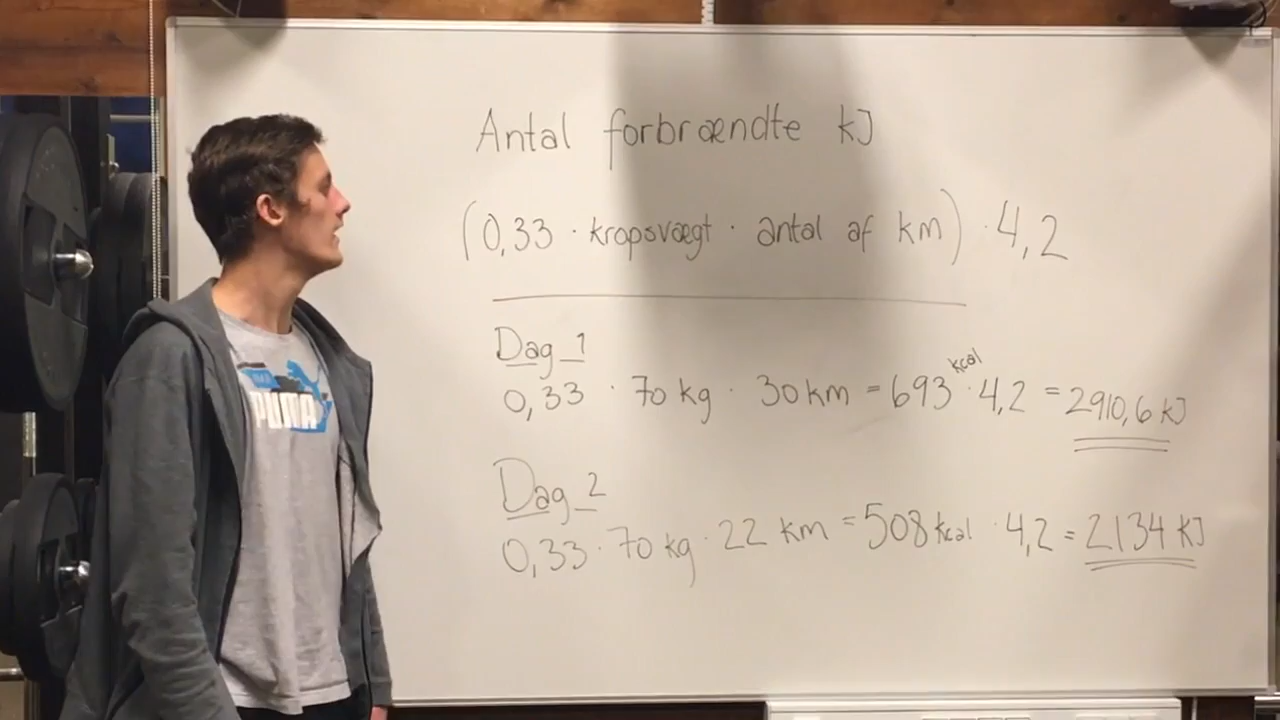 Antal forbrændte kJ
(0,33 · kropsvægt · antal af km) · 4,2
Dag 1
0,33 · 70 kg · 30 km = 693 kcal · 4,2 = 2910,6 kJ
Dag 2
0,33 · 70 kg · 22 km = 508 kcal · 4,2 = 2134 kJ
PUMA